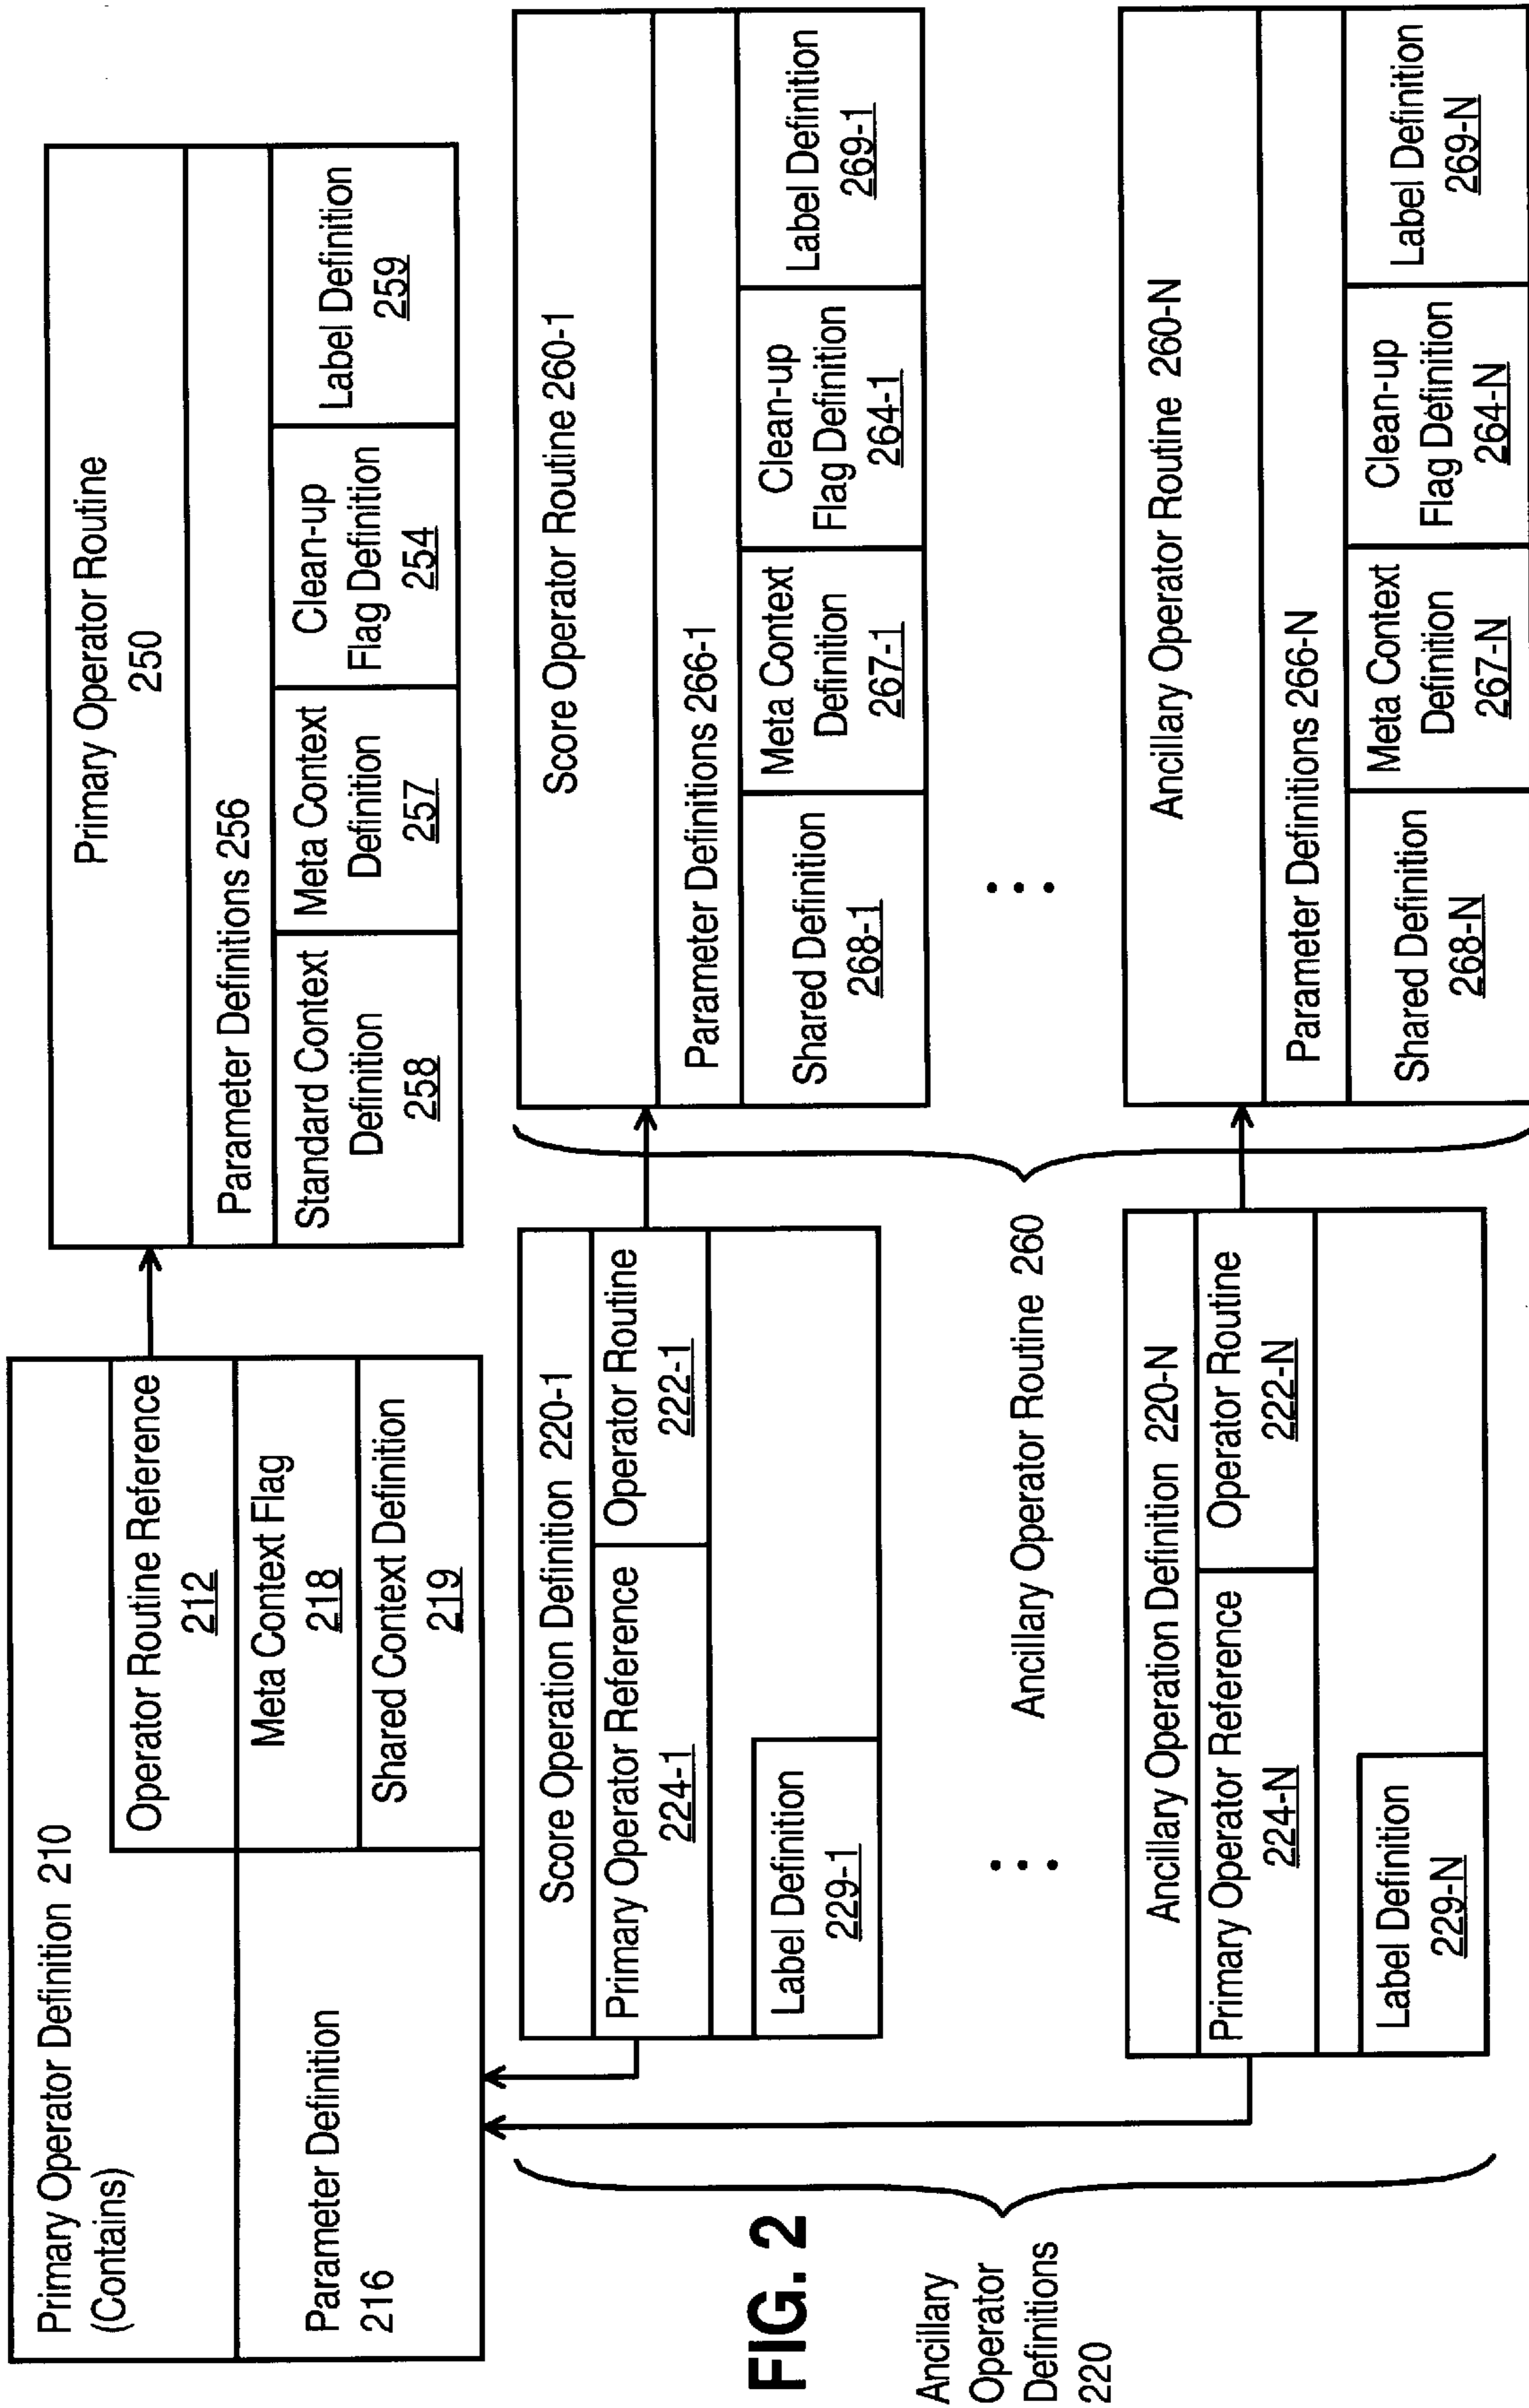 Primary Operator Definition 210
(Contains)
Operator Routine Reference
212
Parameter Definition
216
Meta Context Flag
218
Shared Context Definition
219
Primary Operator Routine
250
Parameter Definitions 256
Standard Context
Definition
258
Meta Context
Definition
257
Clean-up
Flag Definition
254
Label Definition
259
Score Operation Definition 220-1
Primary Operator Reference
224-1
Operator Routine
222-1
Label Definition
229-1
Score Operator Routine 260-1
Parameter Definitions 266-1
Shared Definition
268-1
Meta Context
Definition
267-1
Clean-up
Flag Definition
264-1
Label Definition
269-1
FIG. 2
Ancillary
Operator
Definitions
220
Ancillary Operator Routine 260
Ancillary Operation Definition 220-N
Primary Operator Reference
224-N
Operator Routine
222-N
Label Definition
229-N
Ancillary Operator Routine 260-N
Parameter Definitions 266-N
Shared Definition
268-N
Meta Context
Definition
267-N
Clean-up
Flag Definition
264-N
Label Definition
269-N